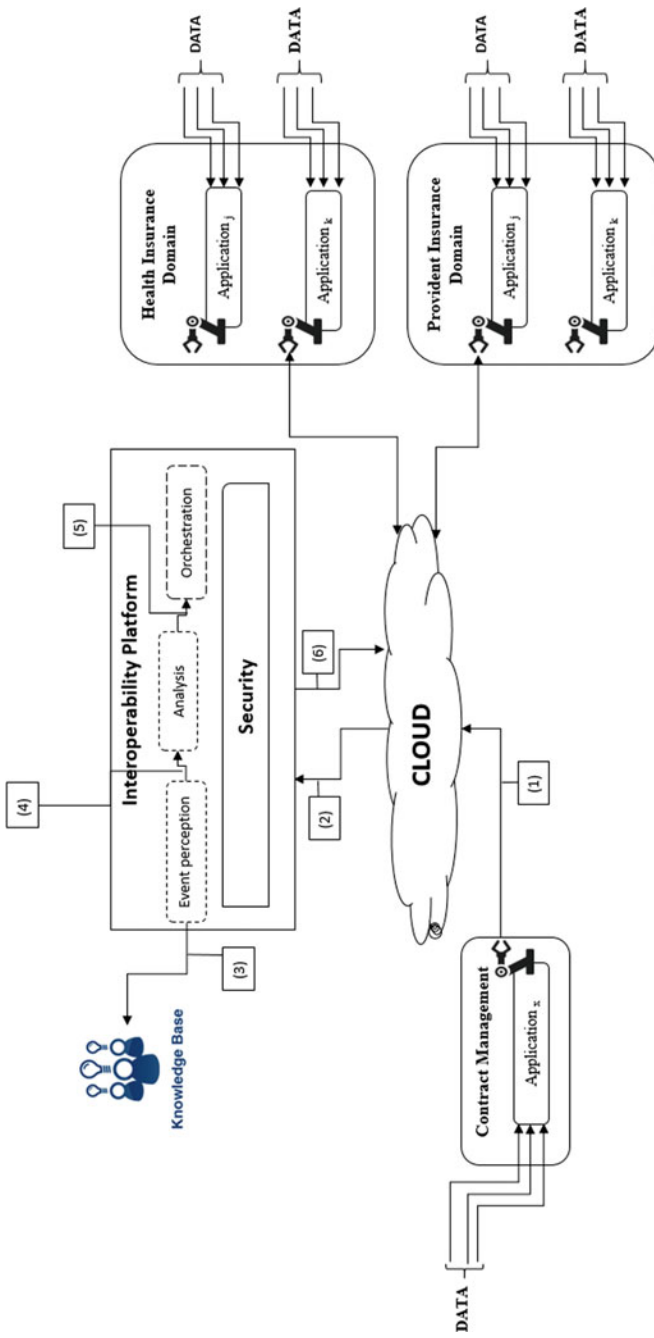 Interoperability Platform
Event perception
Analysis
Orchestration
Security
(4)
(5)
(3)
Knowledge Base
(2)
(6)
CLOUD
(1)
DATA
Contract Management
Application x
Health Insurance
Domain
Application j
DATA
Application k
DATA
Provident Insurance
Domain
Application j
DATA
Application k
DATA